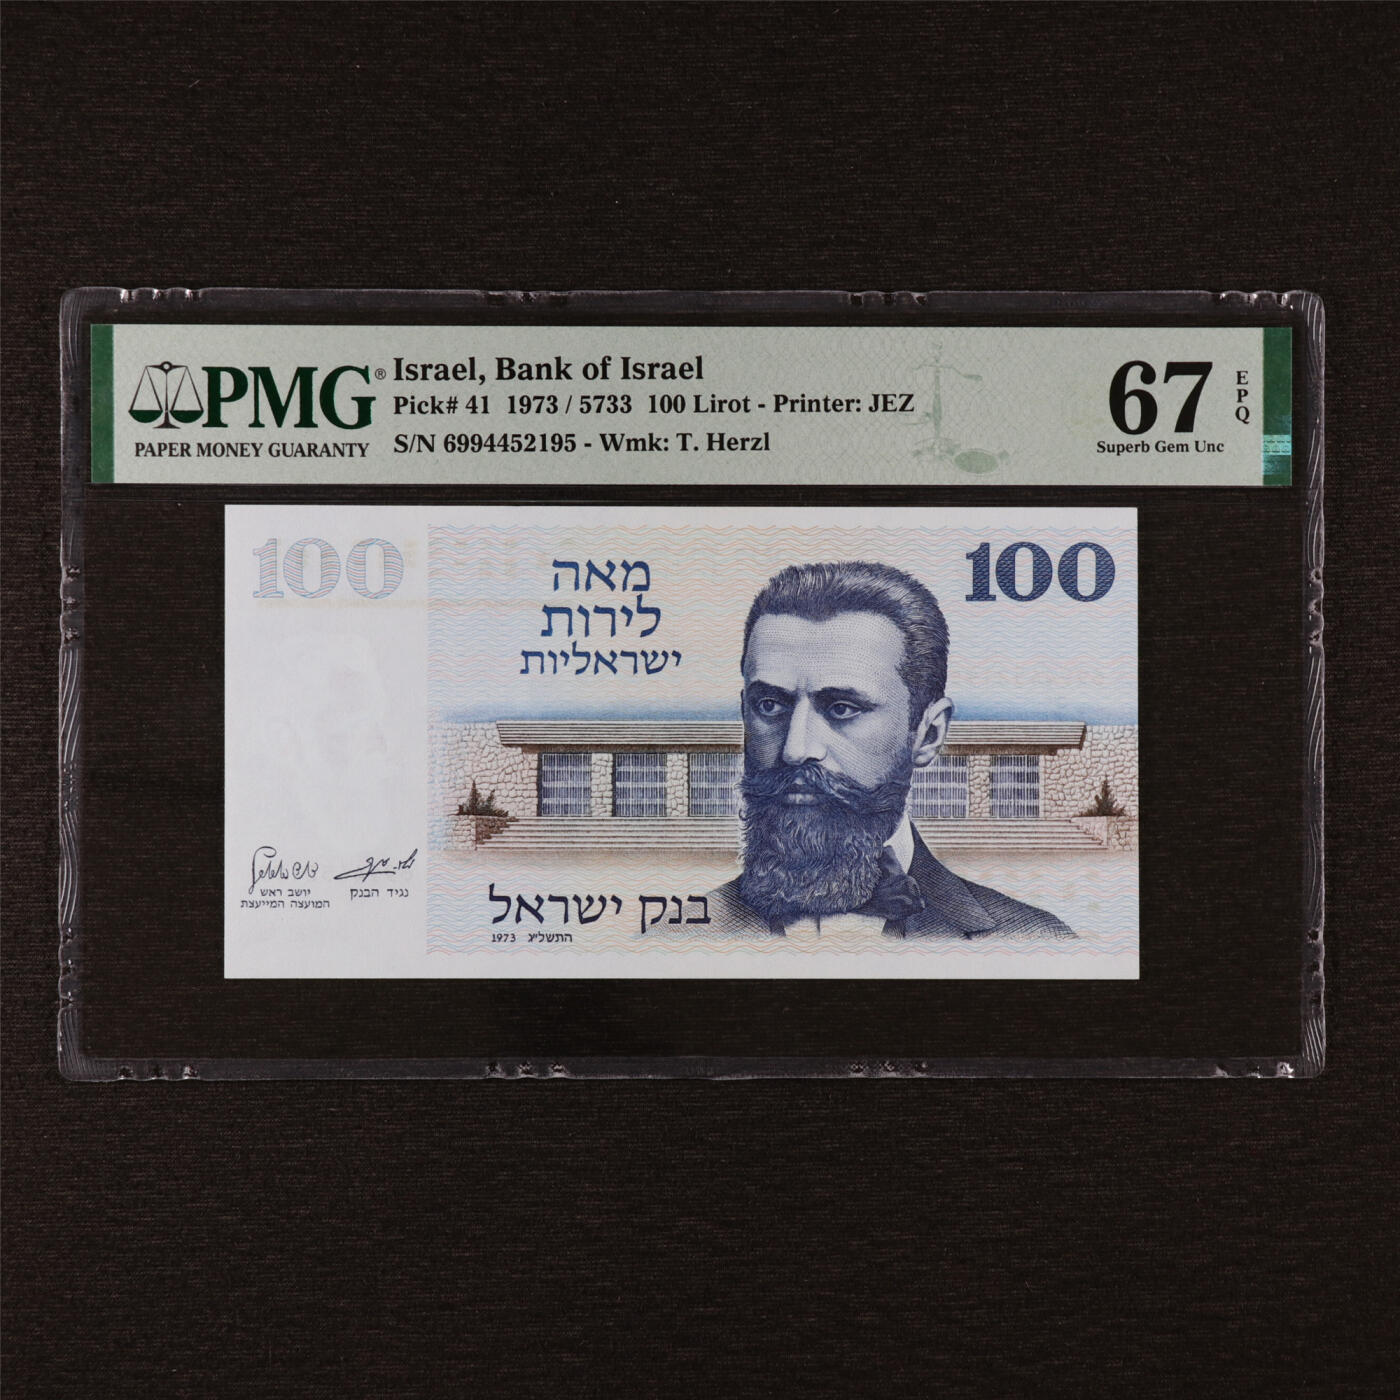 PMG®
PAPER MONEY GUARANTY
Israel, Bank of Israel
Pick# 41 1973 / 5733 100 Lirot - Printer: JEZ
S/N 6994452195 - Wmk: T. Herzl
67
EPQ
Superb Gem Unc
100
100
מאה
לירות
ישראליות
נגיד הבנק
יושב ראש
המועצה המייעצת
בנק ישראל
התשל״ג 1973